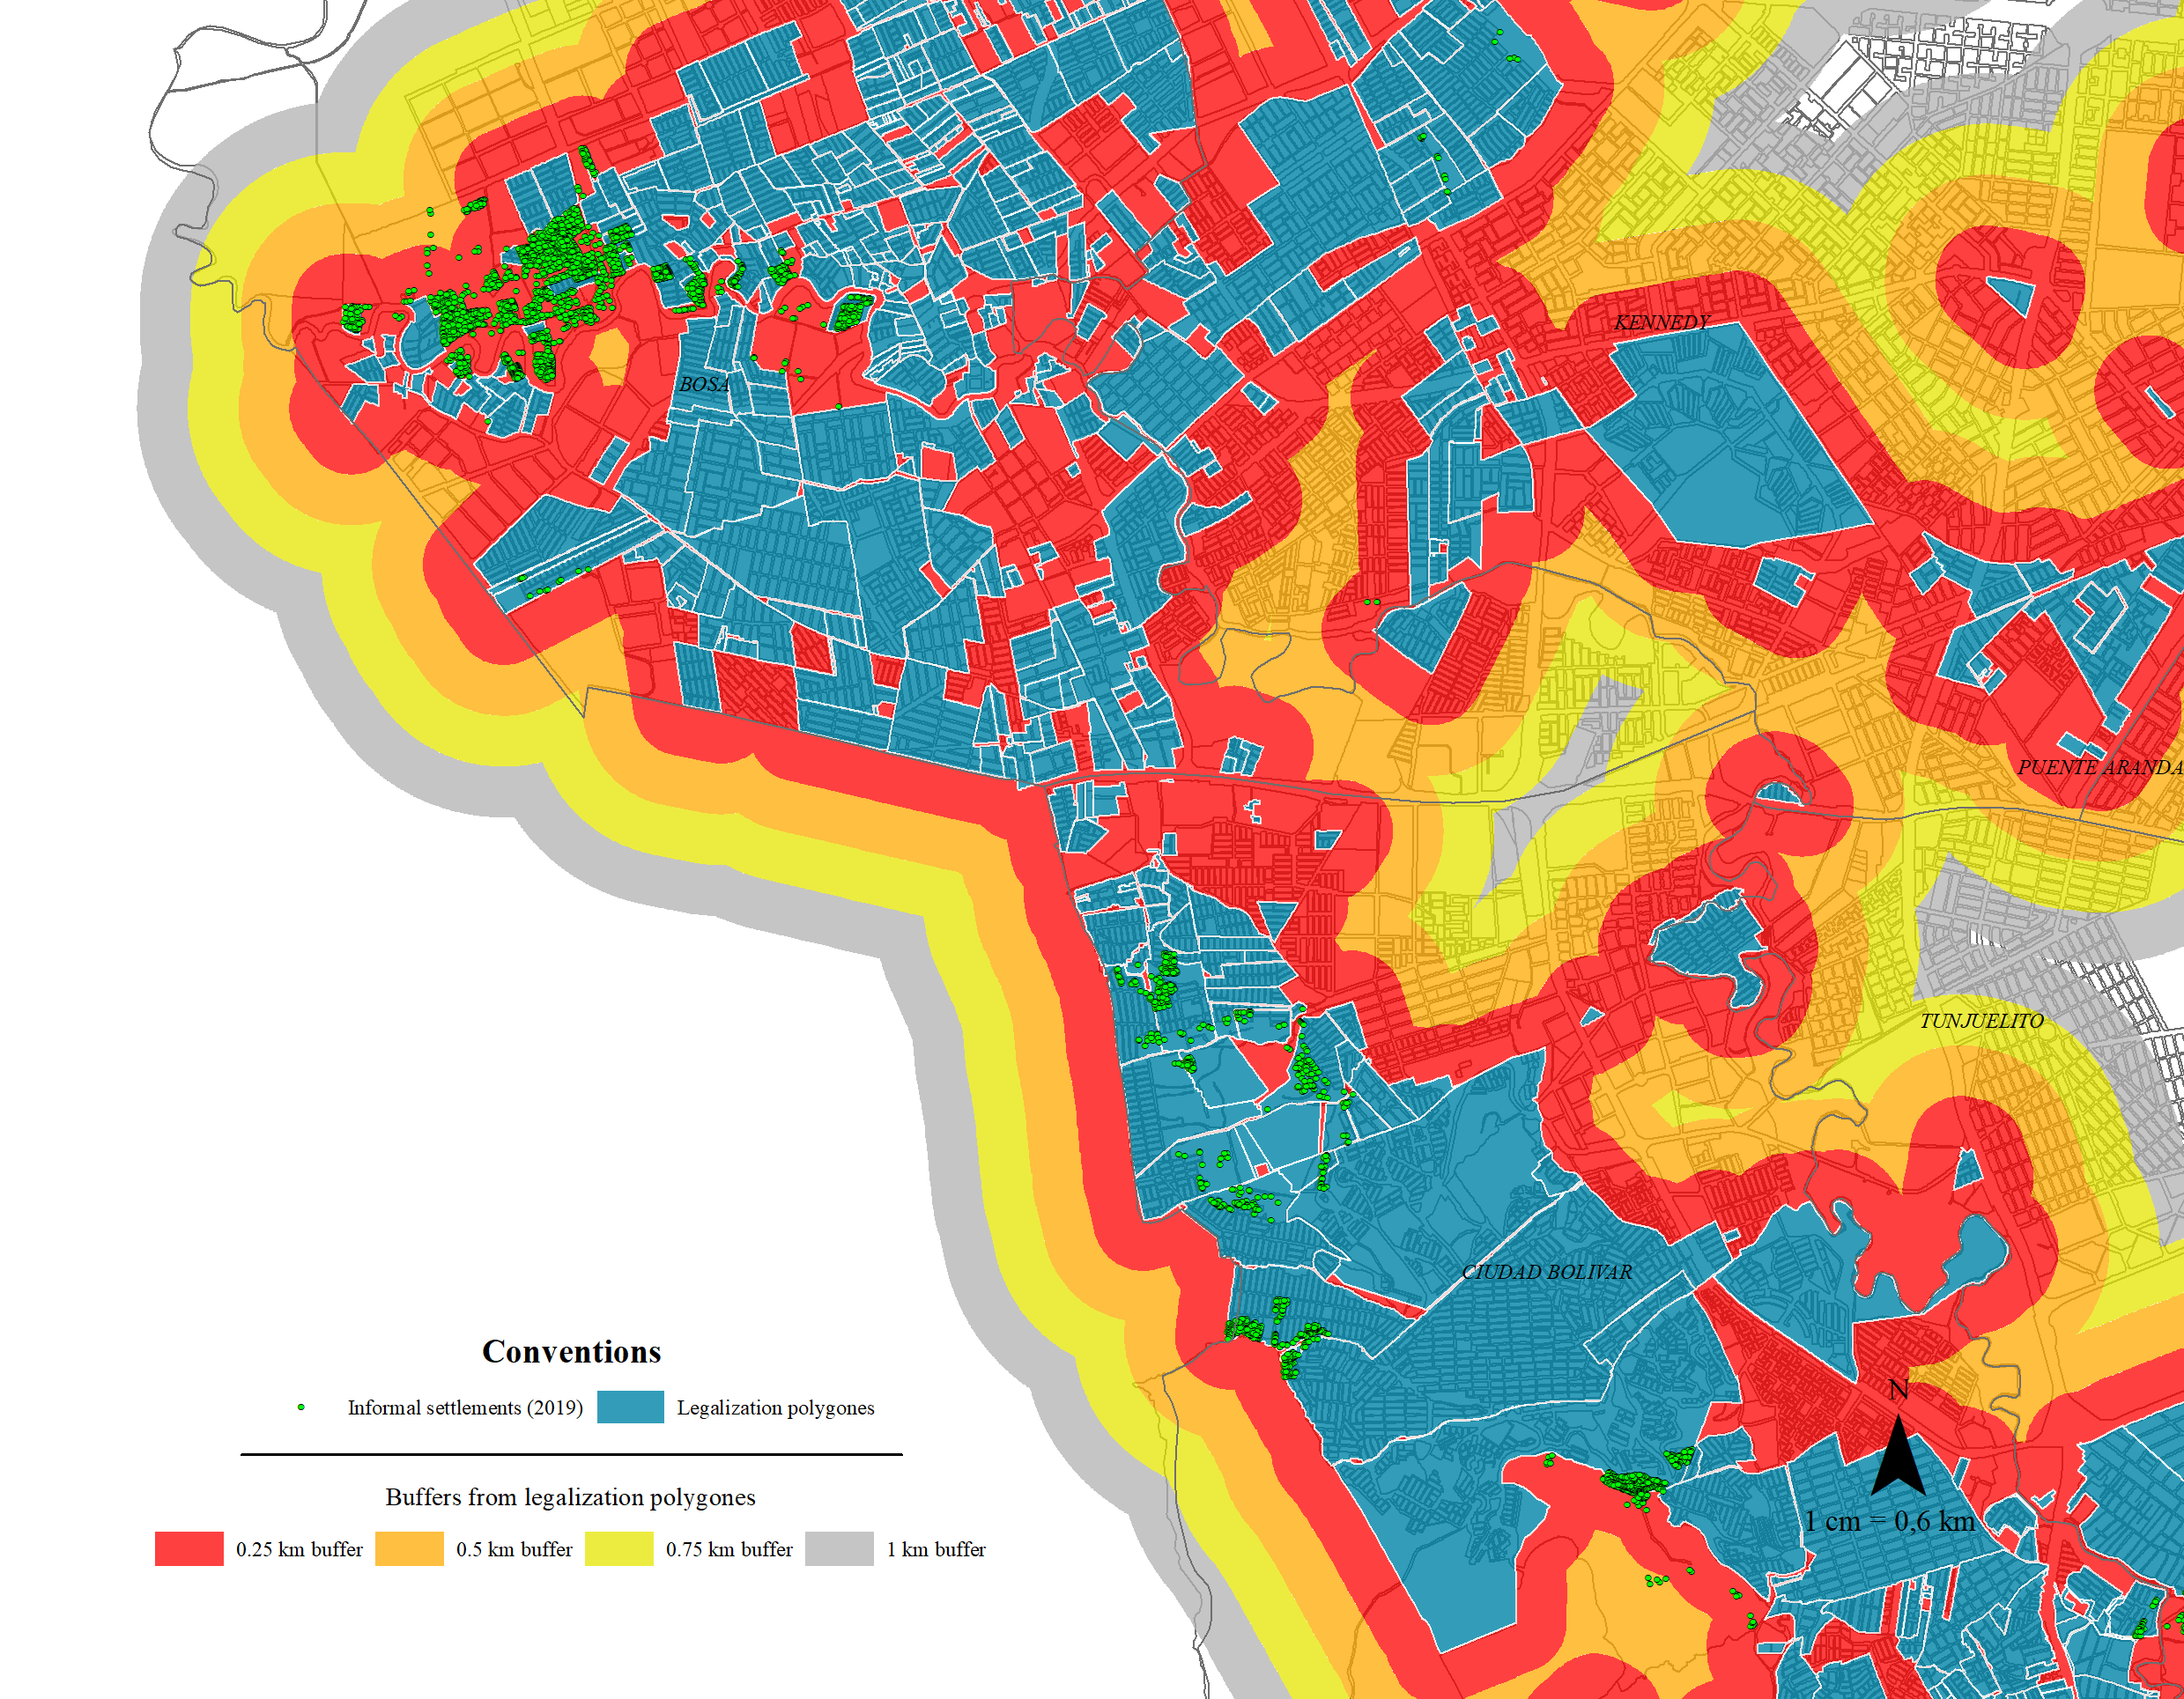 KENNEDY
BOSA
PUENTE ARANDA
TUNJUELITO
CIUDAD BOLIVAR
Conventions
Informal settlements (2019) Legalization polygones
Buffers from legalization polygones
0.25 km buffer 0.5 km buffer 0.75 km buffer 1 km buffer
N
1 cm = 0,6 km